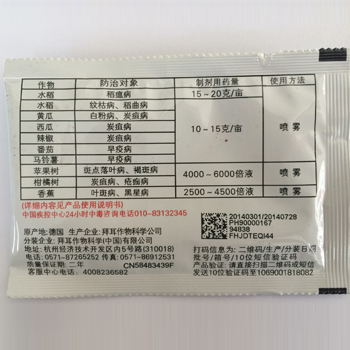 作物 防治对象 制剂用药量 使用方法
水稻 稻瘟病 15～20克/亩 喷雾
水稻 纹枯病、稻曲病
黄瓜 白粉病、炭疽病
西瓜 炭疽病
辣椒 炭疽病 10～15克/亩 喷雾
番茄 早疫病
马铃薯 早疫病
苹果树 斑点落叶病、褐斑病 4000～6000倍液 喷雾
柑橘树 炭疽病、疮痂病
香蕉 叶斑病、黑星病 2500～4500倍液
(详细内容见产品使用说明书)
中国疾控中心24小时中毒咨询电话010-83132345
原产地:德国 生产企业:拜耳作物科学公司
分装企业:拜耳作物科学(中国)有限公司
地址:杭州经济技术开发区内5号路(310018)
电话:0571-87265252 传真:0571-86912531
质量保证期:二年 CN58483439F
客服中心电话:4008236582
20140301/20140728
PH90000167
94838
FHJDTEQI44
打码信息为:二维码/生产/分装日期/
批号/箱号/10位短信验证码
产品查询:请直接扫描二维码或短信
发送10位验证码至1069001818082